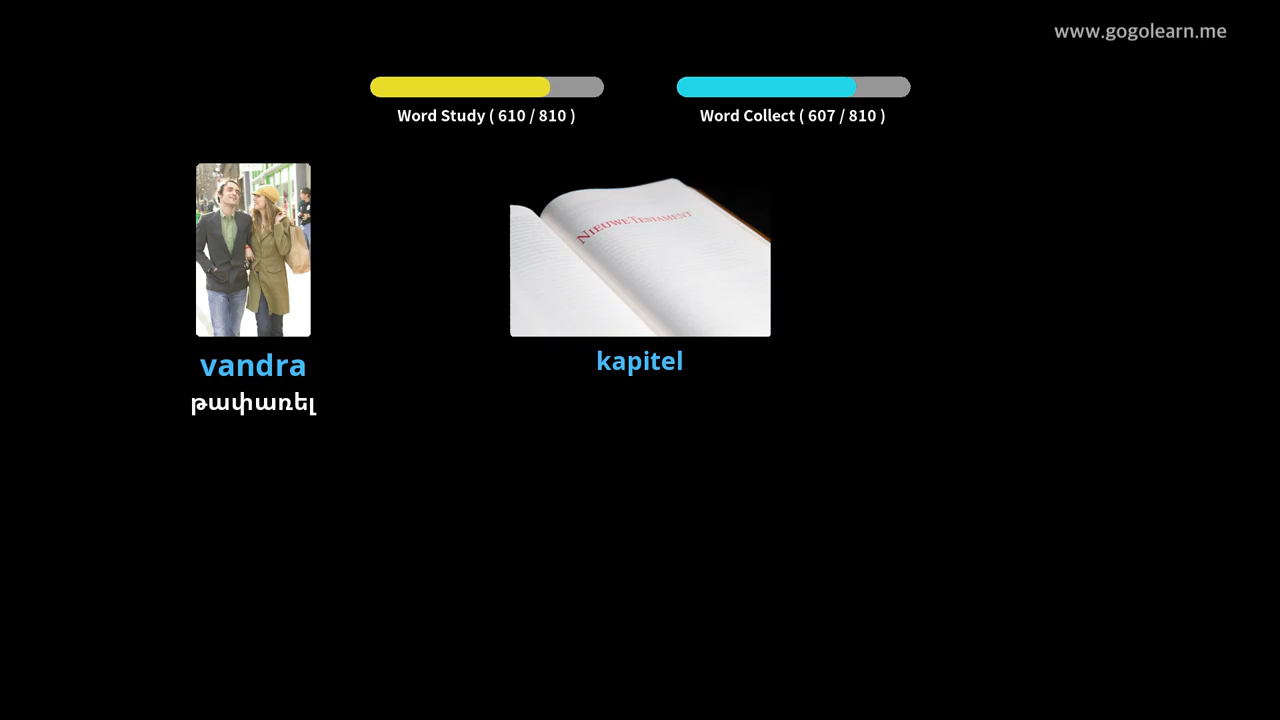 www.gogolearn.me
Word Study ( 610 / 810 )
Word Collect ( 607 / 810 )
NIEUWE TESTAMENT
vandra
թափառել
kapitel